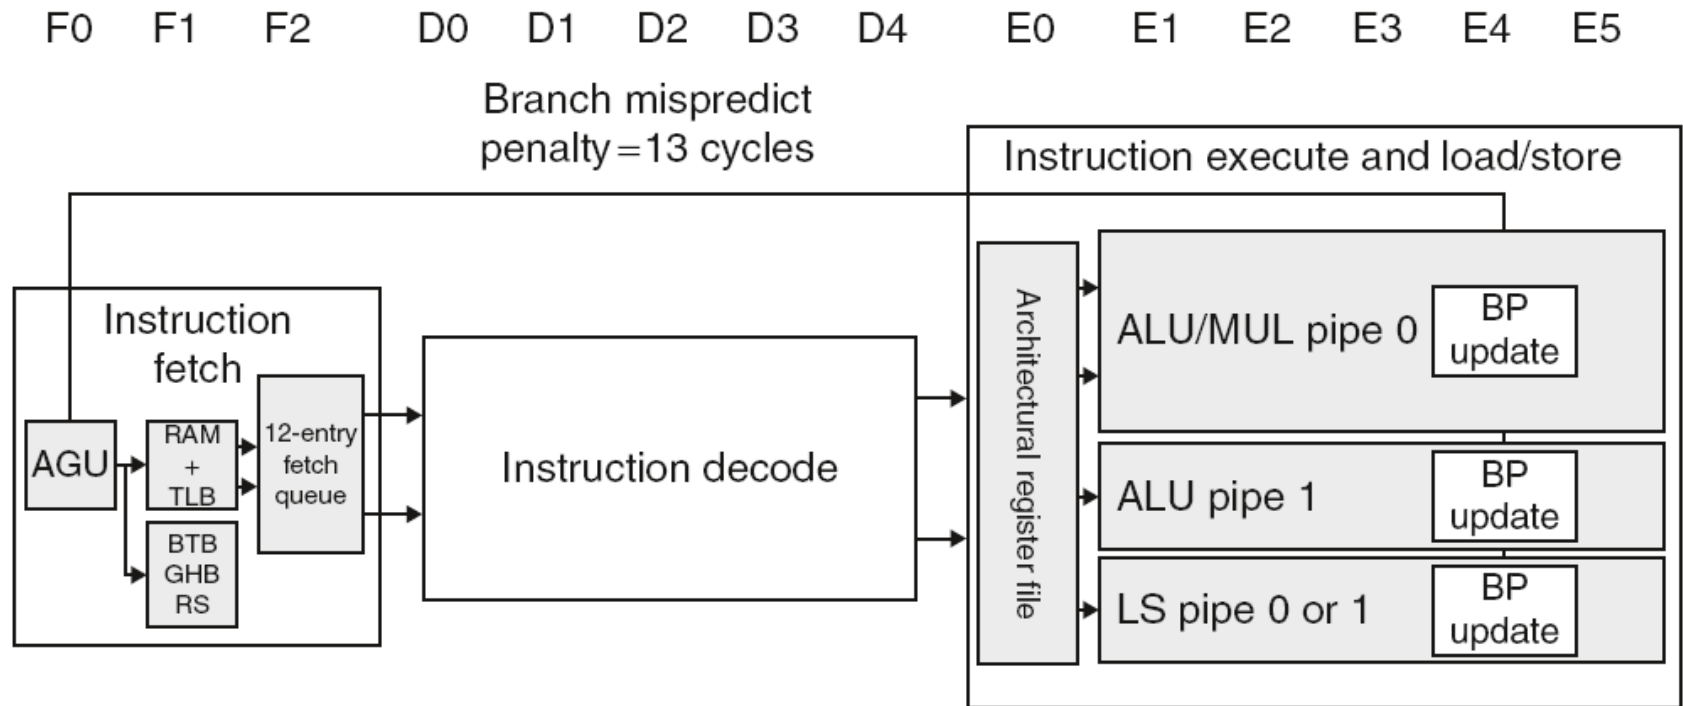 F0 F1 F2 D0 D1 D2 D3 D4 E0 E1 E2 E3 E4 E5
Branch mispredict
penalty=13 cycles
Instruction
fetch
AGU
RAM
+
TLB
BTB
GHB
RS
12-entry
fetch
queue
Instruction decode
Instruction execute and load/store
Architectural register file
ALU/MUL pipe 0
BP
update
ALU pipe 1
BP
update
LS pipe 0 or 1
BP
update